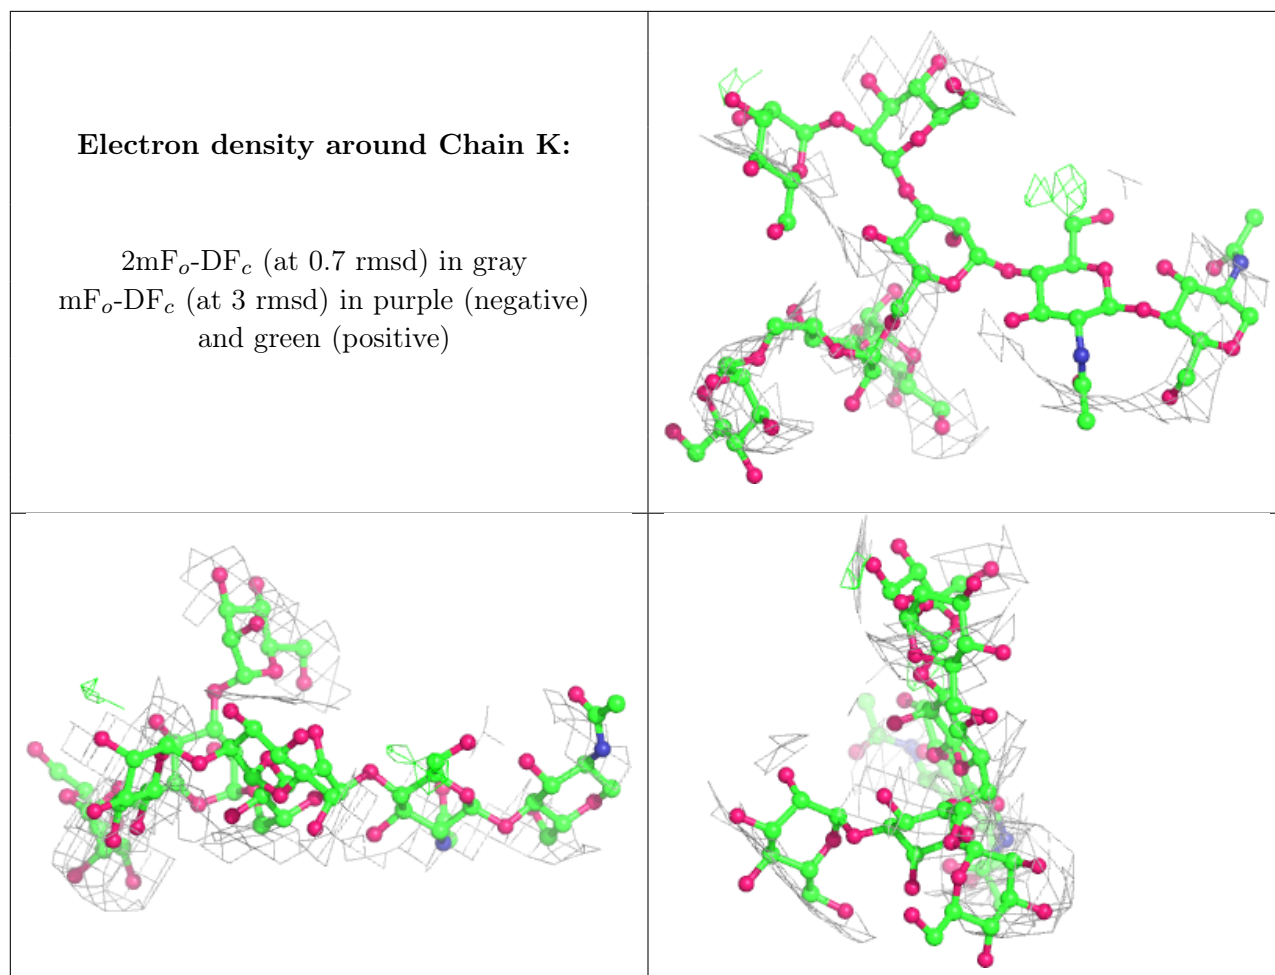 Electron density around Chain K:
2mFo-DFc (at 0.7 rmsd) in gray
mFo-DFc (at 3 rmsd) in purple (negative)
and green (positive)